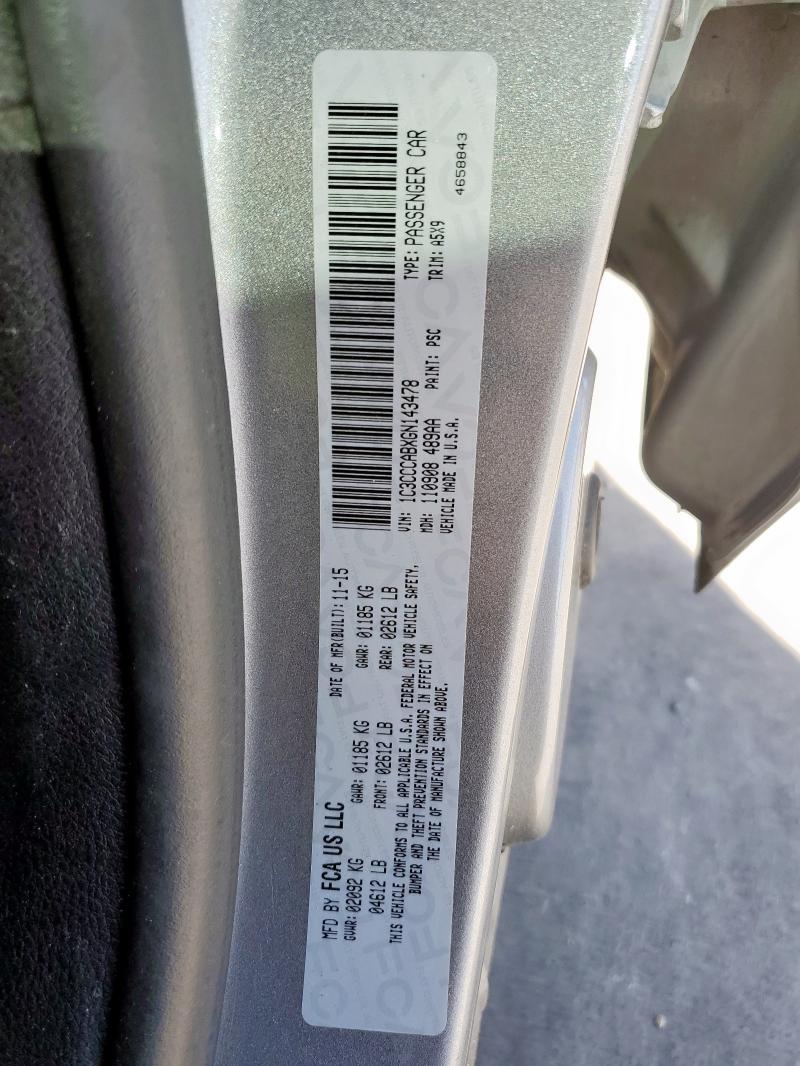 MFD BY FCA US LLC
DATE OF MFR(BUILT): 11-15
GVWR: 02092 KG
GAWR: 01185 KG
GAWR: 01185 KG
04612 LB
FRONT: 02612 LB
REAR: 02612 LB
THIS VEHICLE CONFORMS TO ALL APPLICABLE U.S.A. FEDERAL MOTOR VEHICLE SAFETY,
BUMPER AND THEFT PREVENTION STANDARDS IN EFFECT ON
THE DATE OF MANUFACTURE SHOWN ABOVE.
VIN: 1C3CCCABXGN143478
TYPE: PASSENGER CAR
MDH: 110908 489AA
PAINT: PSC
TRIM: A5X9
VEHICLE MADE IN U.S.A.
4658843